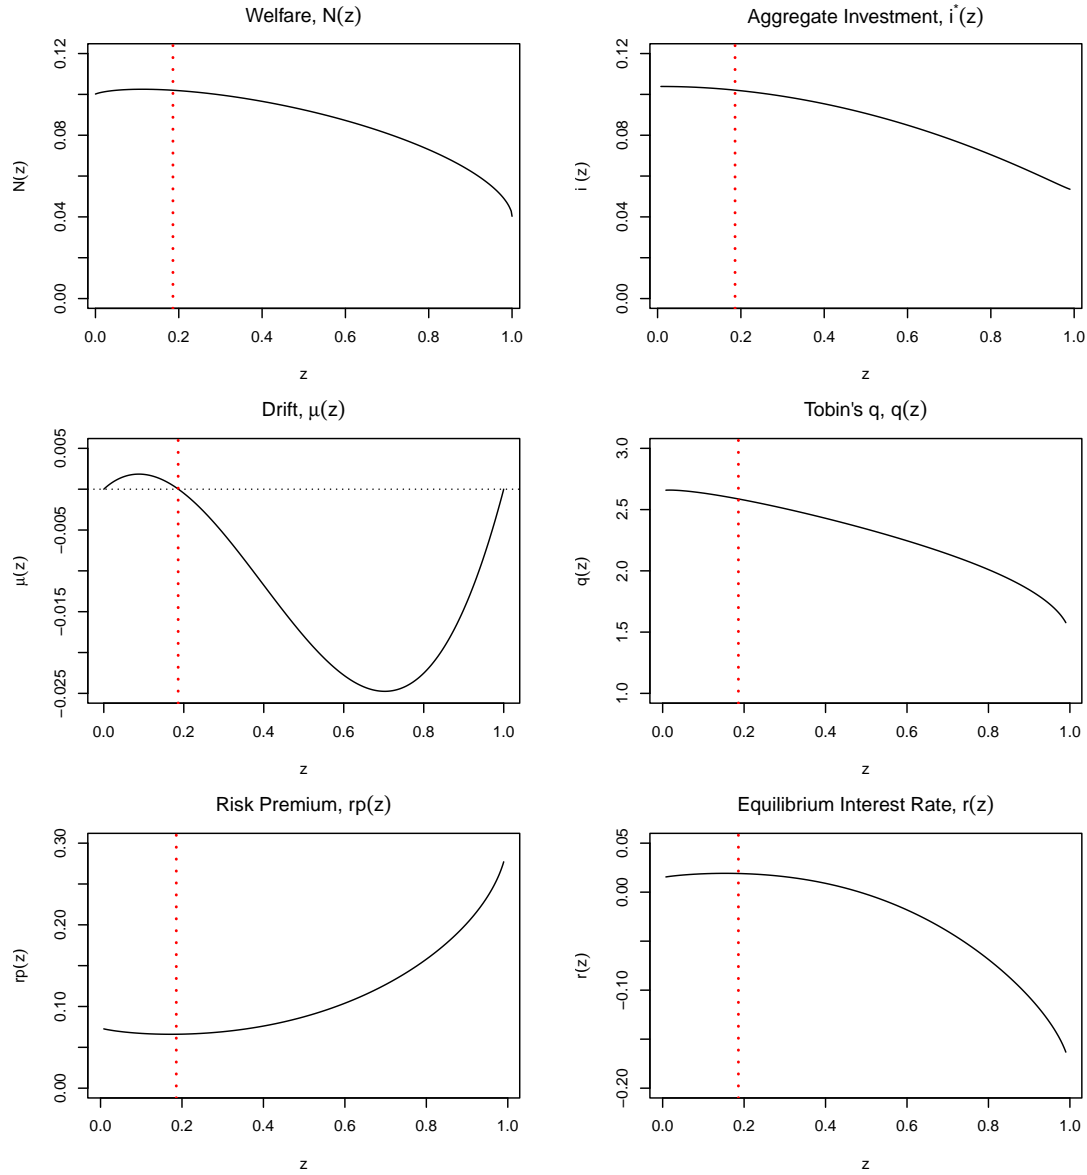 Welfare, N(z)
N(z)
0.00 0.04 0.08 0.12
0.0 0.2 0.4 0.6 0.8 1.0
z
Aggregate Investment, i*(z)
i (z)
0.00 0.04 0.08 0.12
0.0 0.2 0.4 0.6 0.8 1.0
z
Drift, μ(z)
μ(z)
−0.025 −0.015 −0.005 0.005
0.0 0.2 0.4 0.6 0.8 1.0
z
Tobin's q, q(z)
q(z)
1.0 1.5 2.0 2.5 3.0
0.0 0.2 0.4 0.6 0.8 1.0
z
Risk Premium, rp(z)
rp(z)
0.00 0.10 0.20 0.30
0.0 0.2 0.4 0.6 0.8 1.0
z
Equilibrium Interest Rate, r(z)
r(z)
−0.20 −0.10 0.00 0.05
0.0 0.2 0.4 0.6 0.8 1.0
z